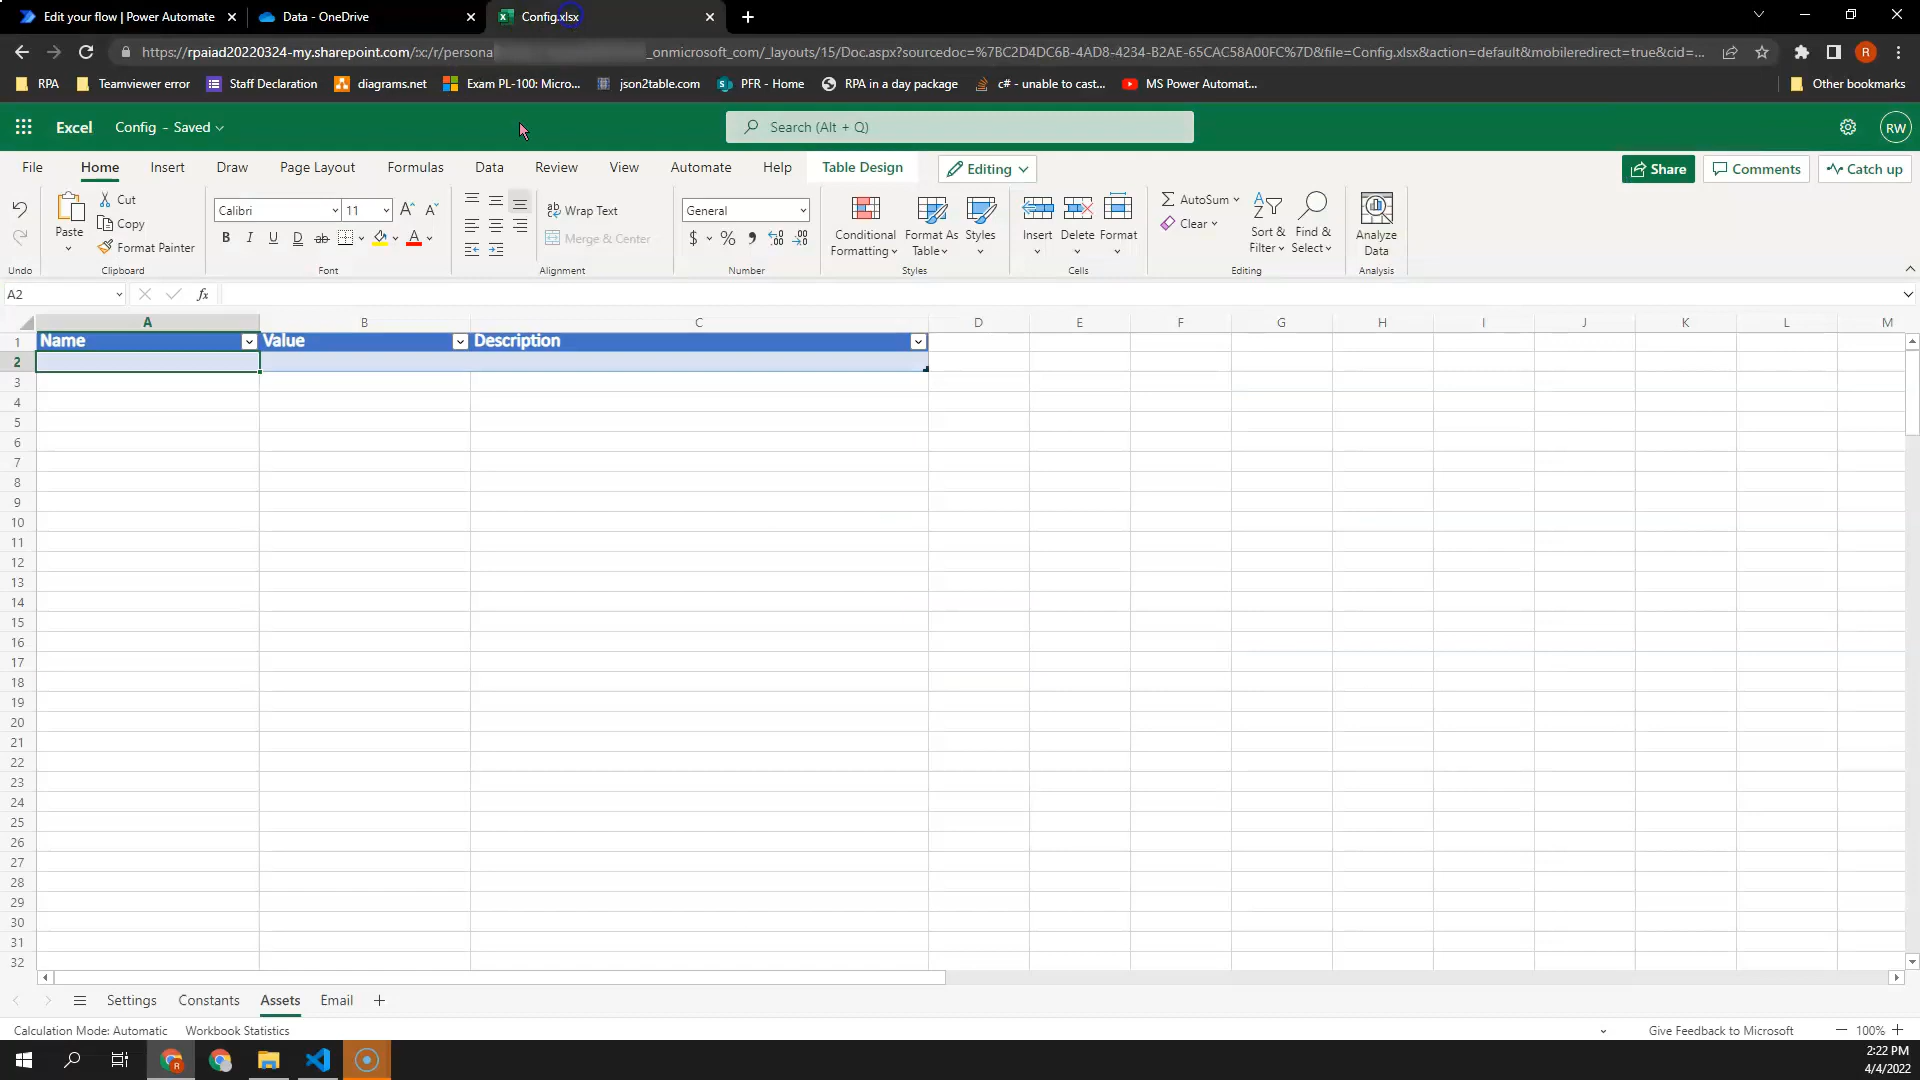 Edit your flow | Power Automate
Data - OneDrive
Config.xlsx
https://rpaiad20220324-my.sharepoint.com/:x:/r/persona
_onmicrosoft_com/_layouts/15/Doc.aspx?sourcedoc=%7BC2D4DC6B-4AD8-4234-B2AE-65CAC58A00FC%7D&file=Config.xlsx&action=default&mobileredirect=true&cid=...
R
RPA
Teamviewer error
Staff Declaration
diagrams.net
Exam PL-100: Micro...
json2table.com
PFR - Home
RPA in a day package
c# - unable to cast...
MS Power Automat...
Other bookmarks
Excel
Config - Saved
Search (Alt + Q)
RW
File
Home
Insert
Draw
Page Layout
Formulas
Data
Review
View
Automate
Help
Table Design
Editing
Share
Comments
Catch up
Undo
Paste
Cut
Copy
Format Painter
Clipboard
Calibri
11
B I U D ab
Font
Wrap Text
Merge & Center
Alignment
General
$ % 9
Number
Conditional
Formatting
Format As
Table
Styles
Styles
Insert
Delete
Format
Cells
AutoSum
Clear
Sort &
Filter
Find &
Select
Editing
Analyze
Data
Analysis
A2
fx
A B C D E F G H I J K L M
1 Name Value Description
2
3
4
5
6
7
8
9
10
11
12
13
14
15
16
17
18
19
20
21
22
23
24
25
26
27
28
29
30
31
32
Settings
Constants
Assets
Email
Calculation Mode: Automatic
Workbook Statistics
Give Feedback to Microsoft
100%
2:22 PM
4/4/2022